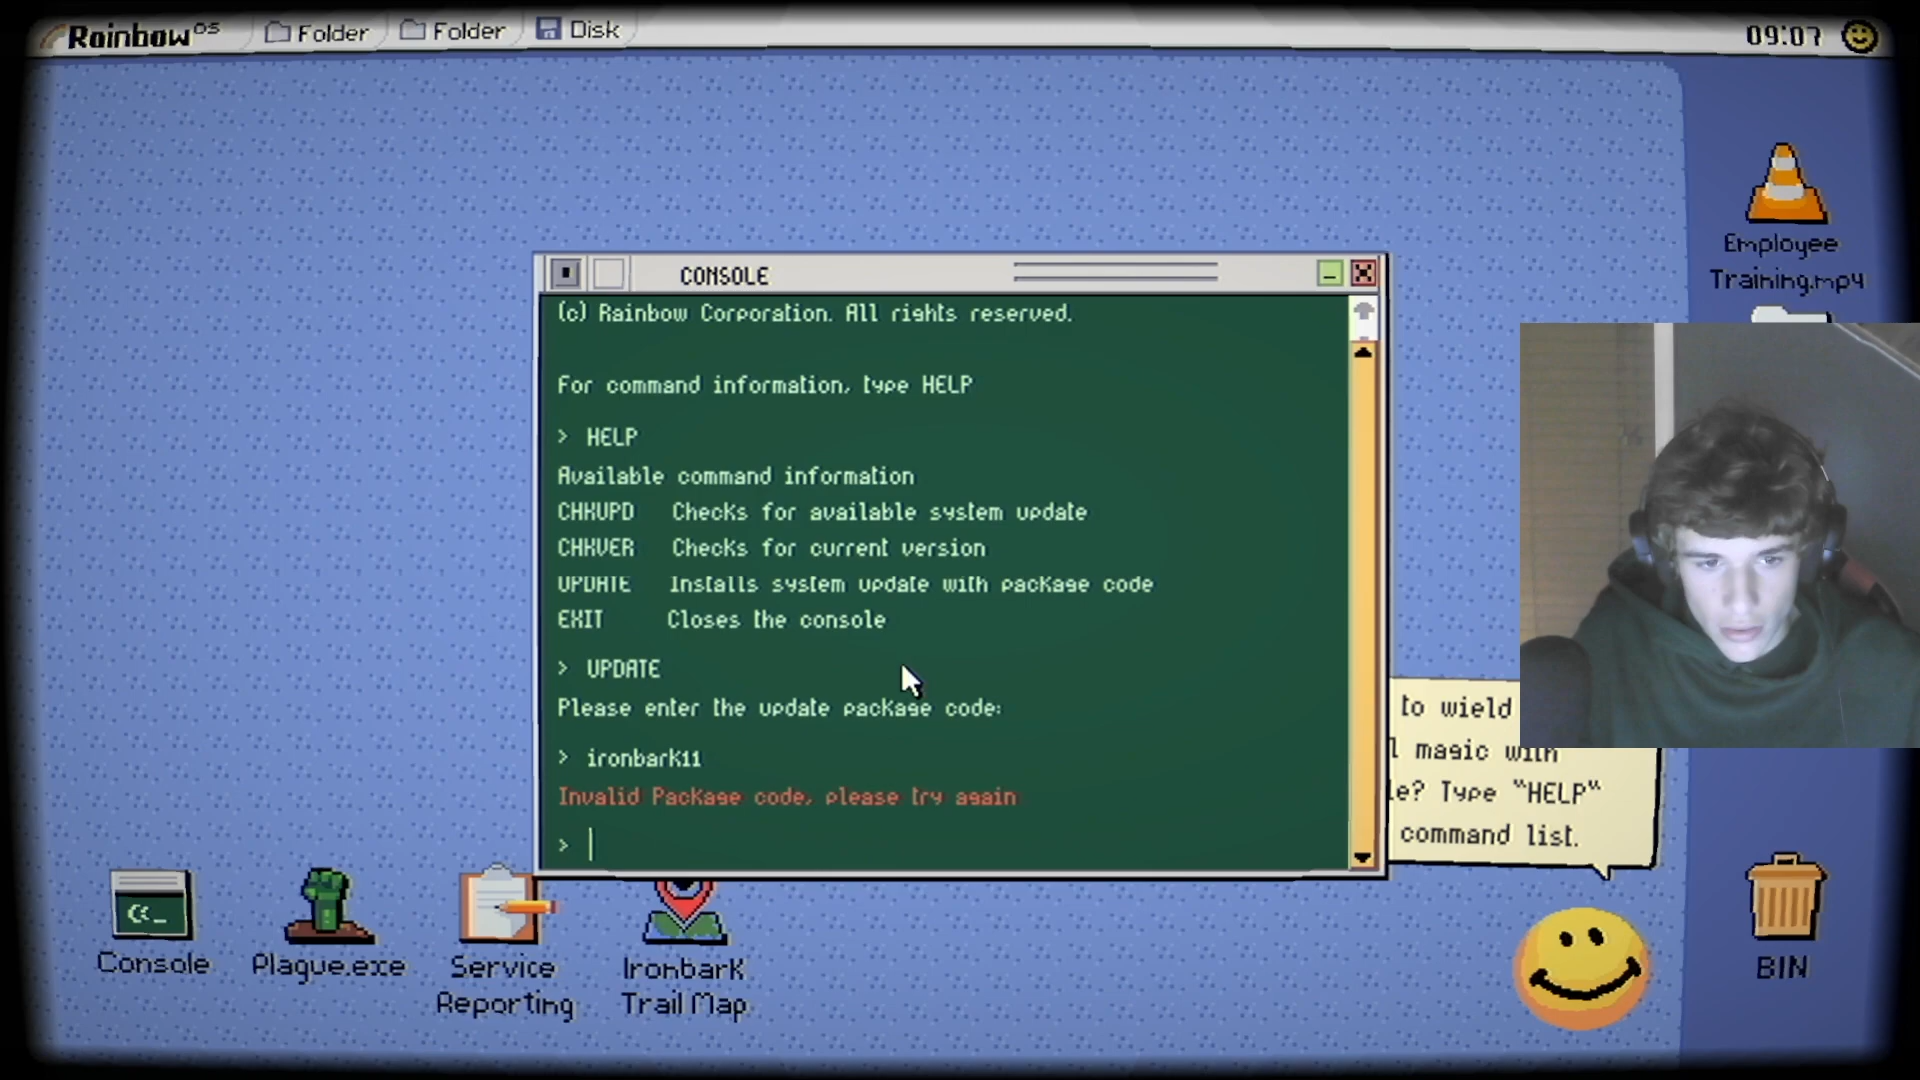 RainbowOS
Folder
Folder
Disk
09:07
Employee
Training.mp4
CONSOLE
(c) Rainbow Corporation. All rights reserved.
For command information, type HELP
> HELP
Available command information
CHKUPD Checks for available system update
CHKVER Checks for current version
UPDATE Installs system update with package code
EXIT Closes the console
> UPDATE
Please enter the update package code:
> ironbark11
Invalid Package code, please try again
>
to wield
magic with
? Type "HELP"
command list.
Console
Plague.exe
Service
Reporting
Ironbark
Trail Map
BIN